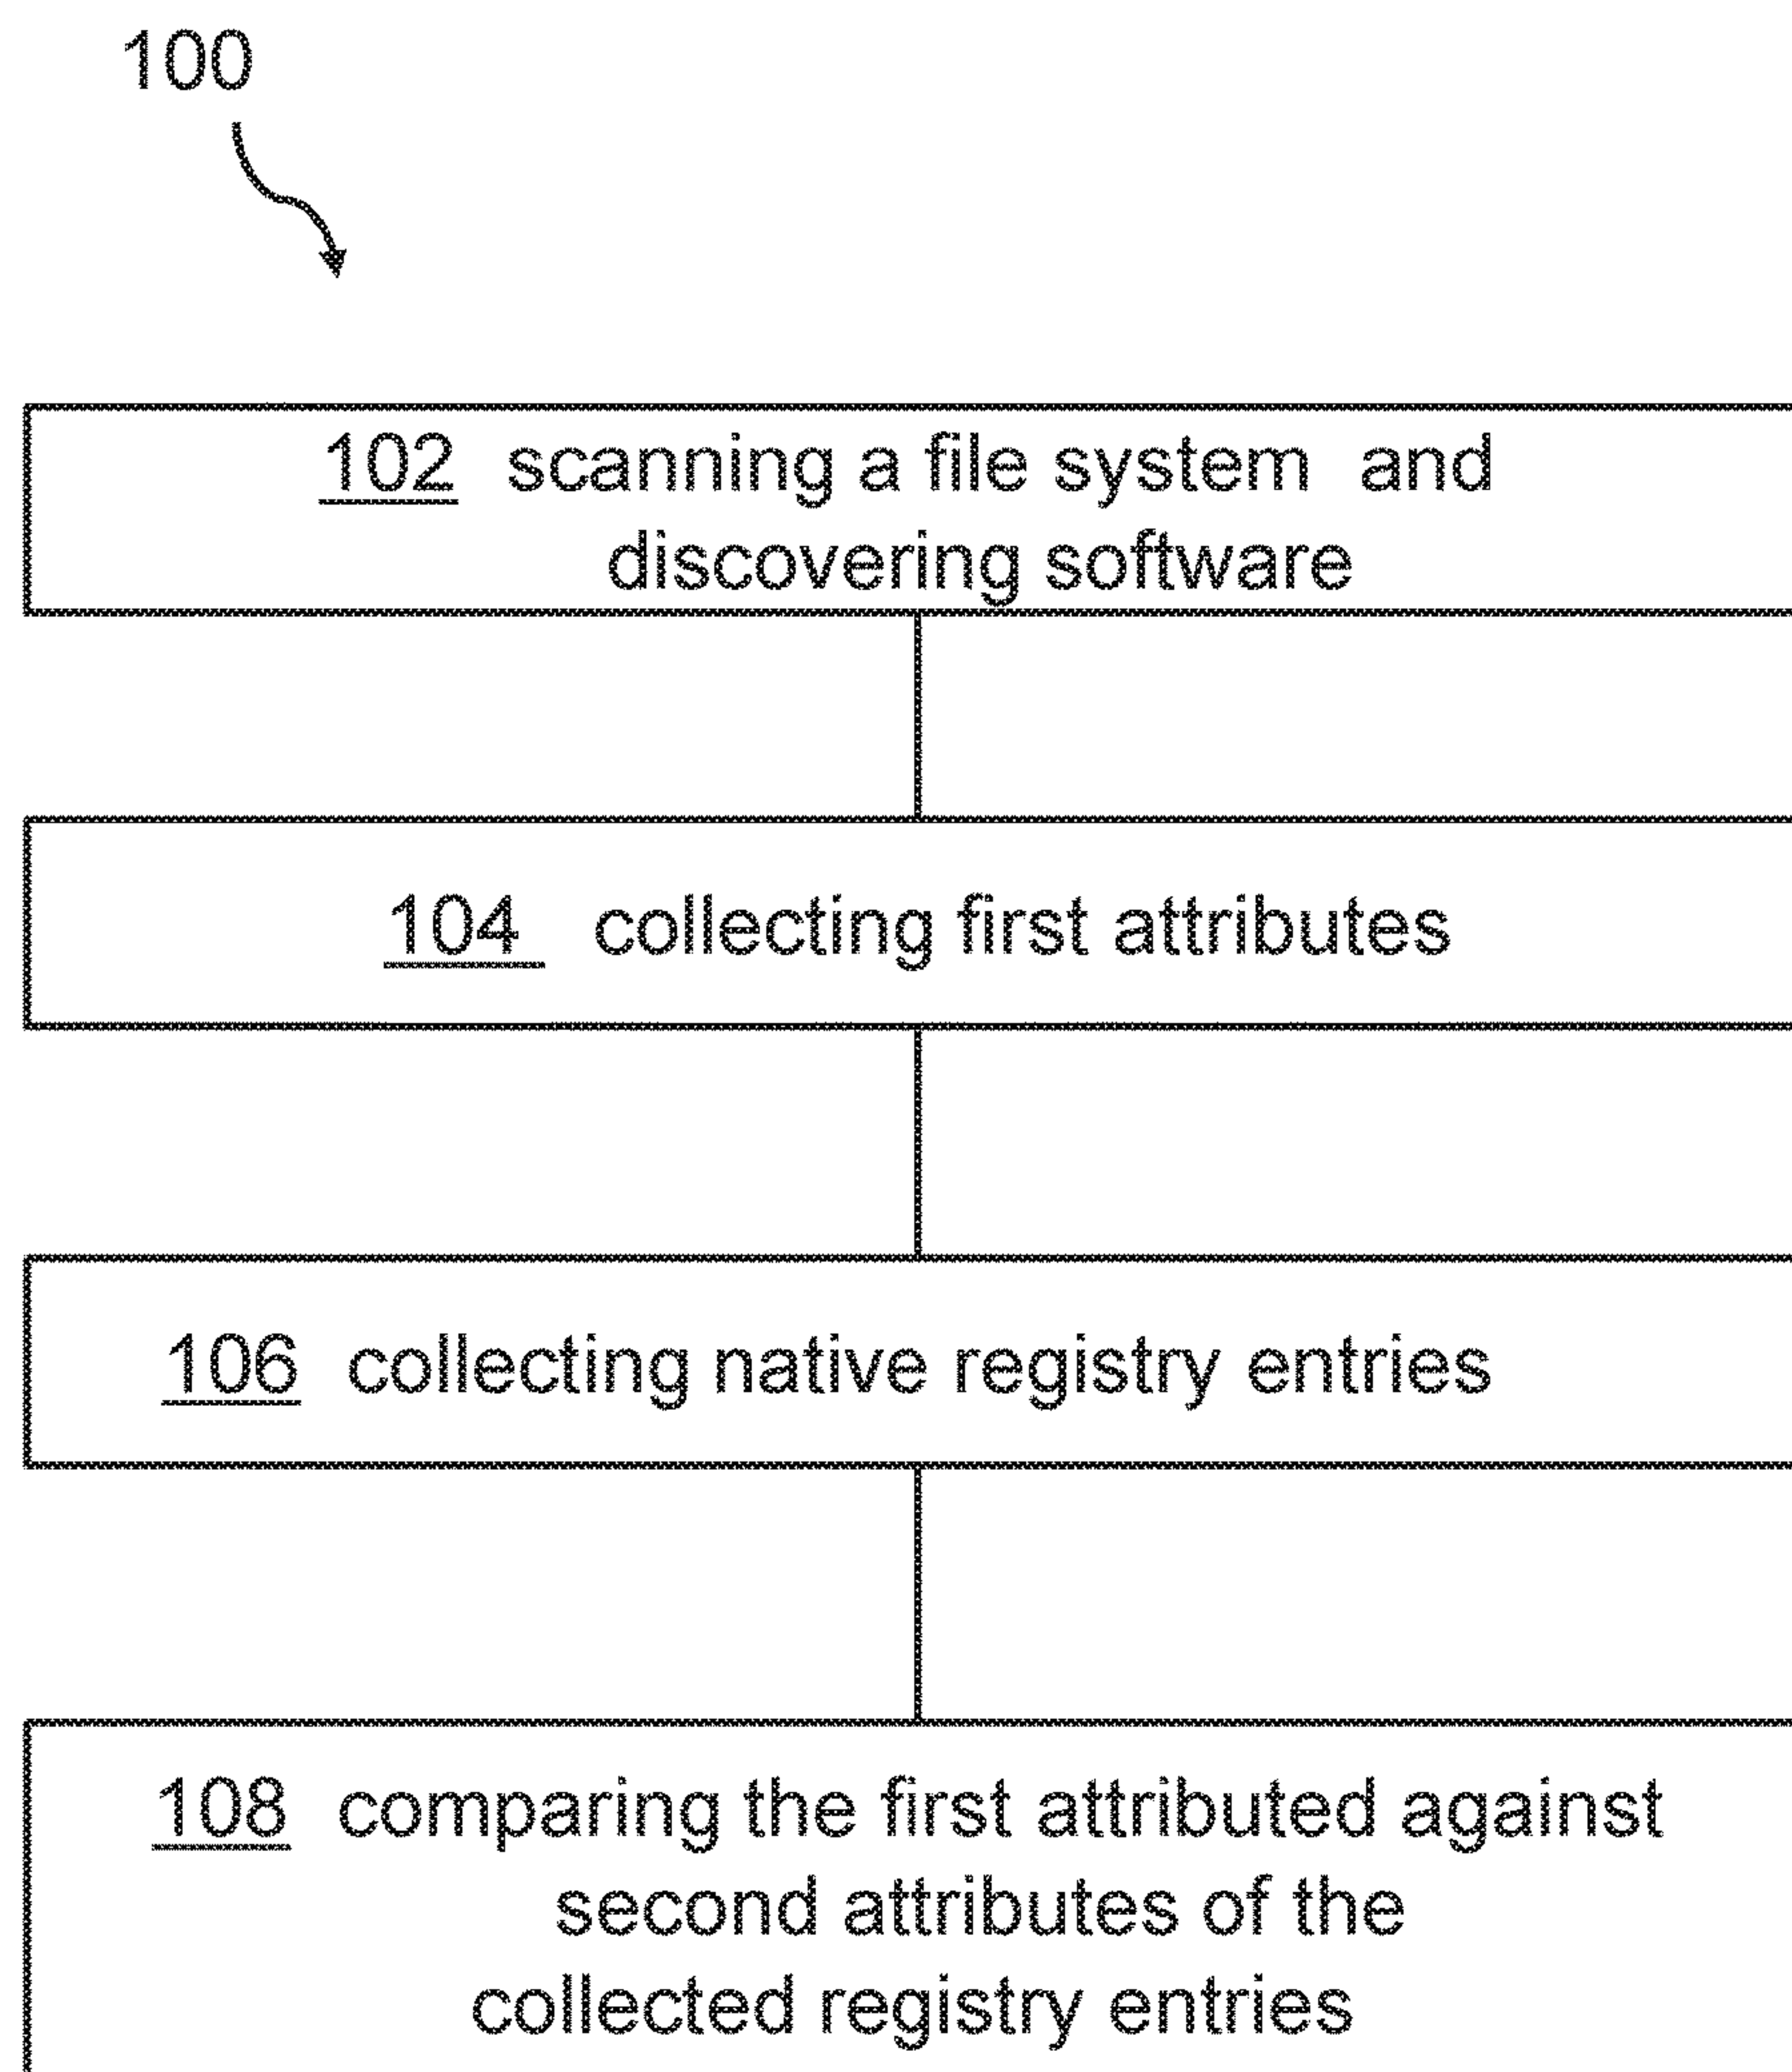 100
102 scanning a file system and
discovering software
104 collecting first attributes
106 collecting native registry entries
108 comparing the first attributed against
second attributes of the
collected registry entries